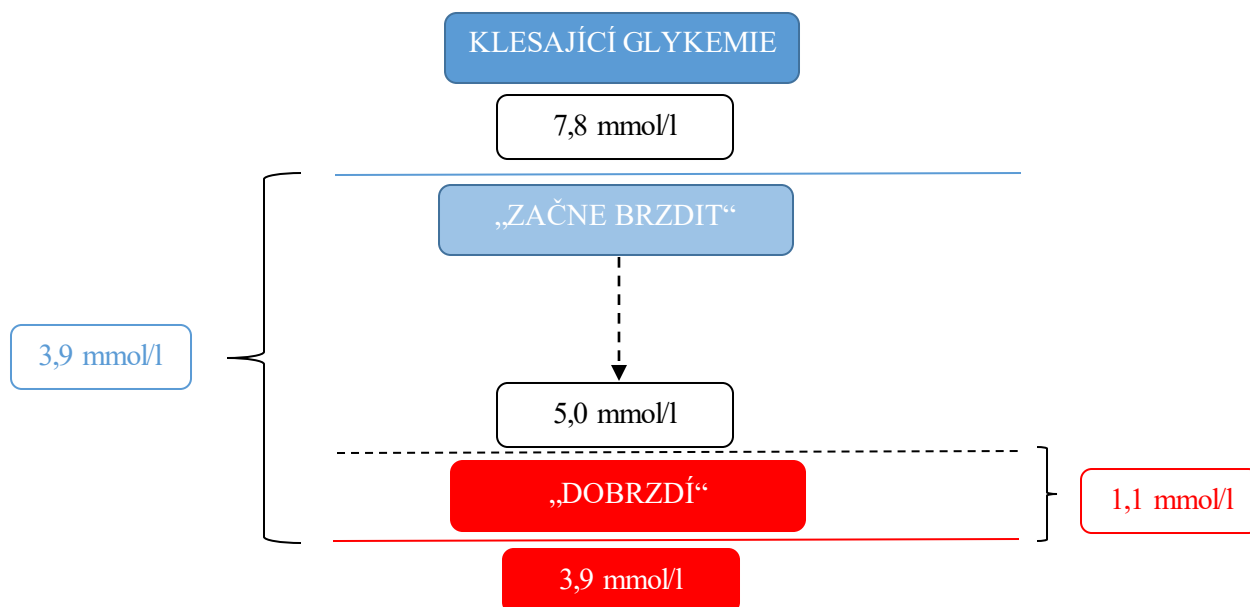 KLESAJÍCÍ GLYKEMIE
7,8 mmol/l
„ZAČNE BRZDIT“
3,9 mmol/l
5,0 mmol/l
„DOBRZDÍ“
1,1 mmol/l
3,9 mmol/l